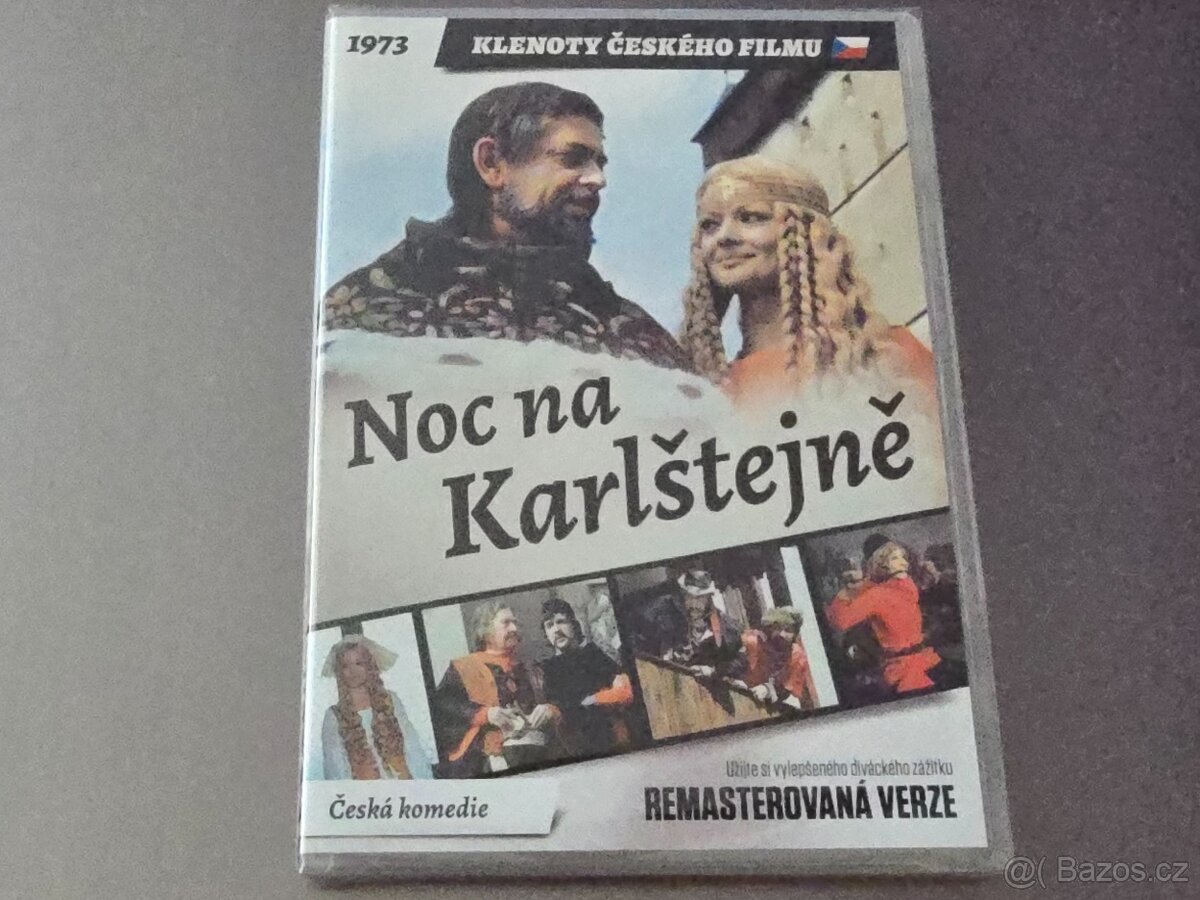 1973
KLENOTY ČESKÉHO FILMU
Noc na
Karlštejně
Užijte si vylepšeného diváckého zážitku
REMASTEROVANÁ VERZE
Česká komedie
@( Bazos.cz